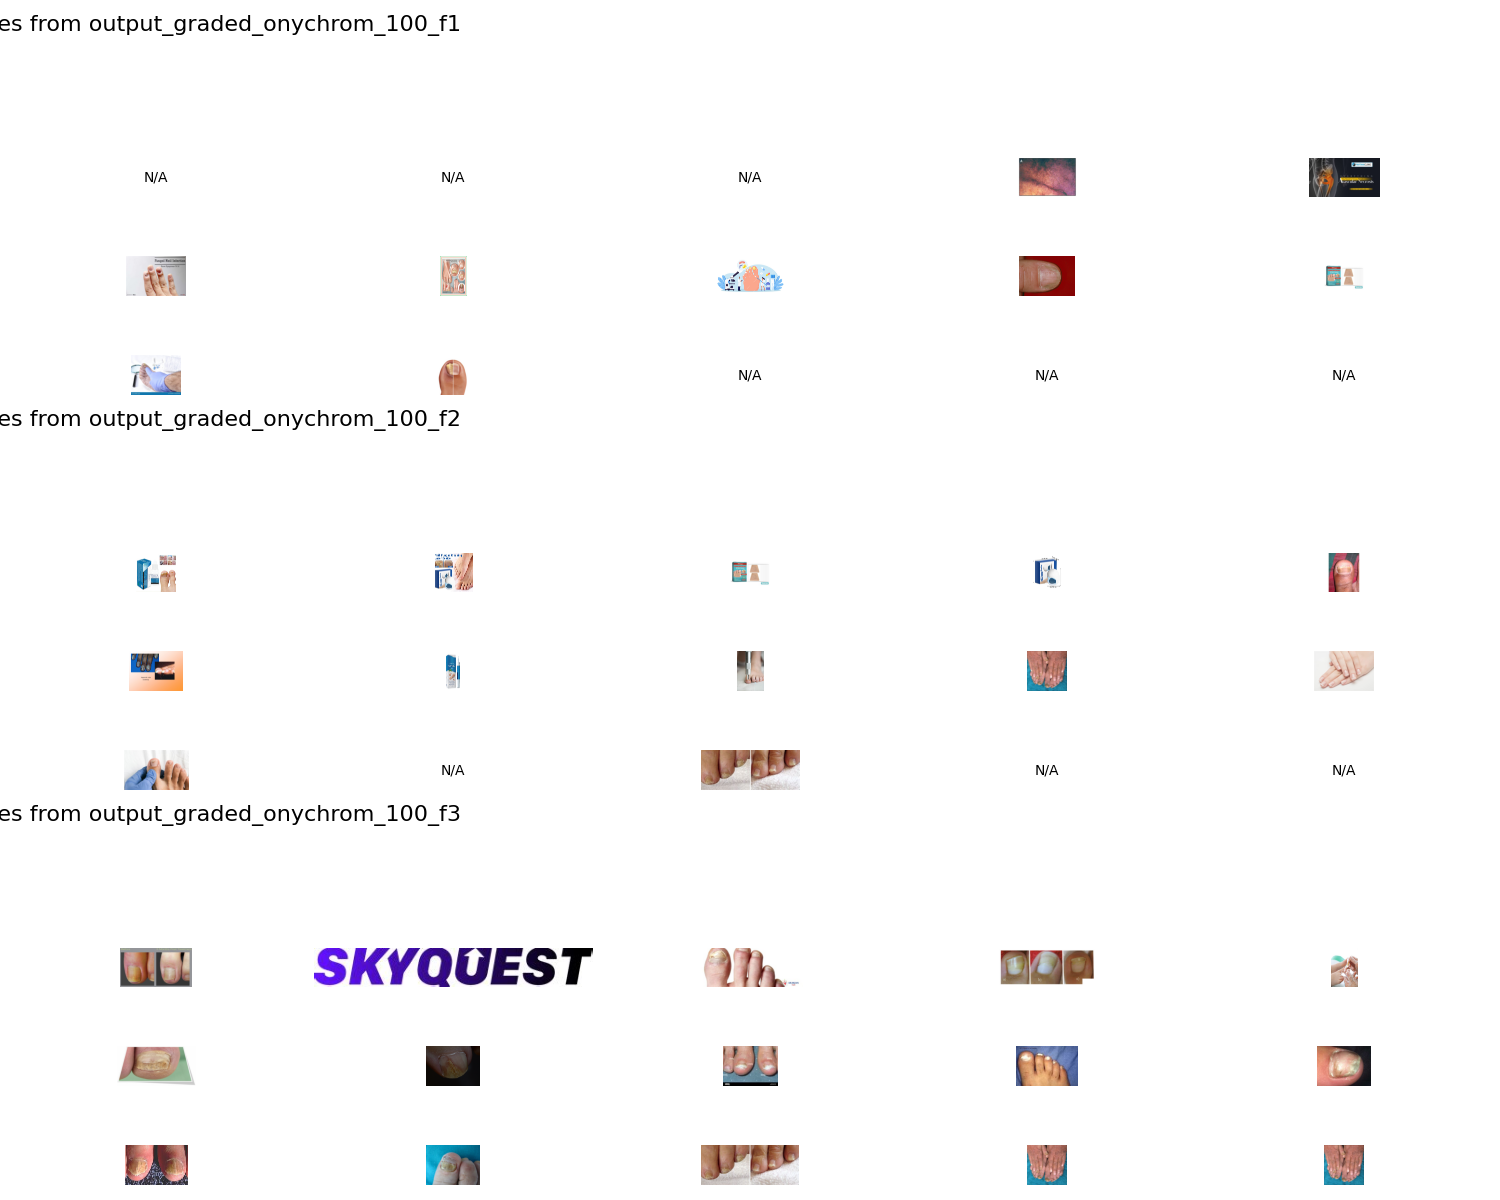 es from output_graded_onychrom_100_f1
N/A
N/A
N/A
N/A
N/A
N/A
es from output_graded_onychrom_100_f2
N/A
N/A
N/A
es from output_graded_onychrom_100_f3
SKYQUEST